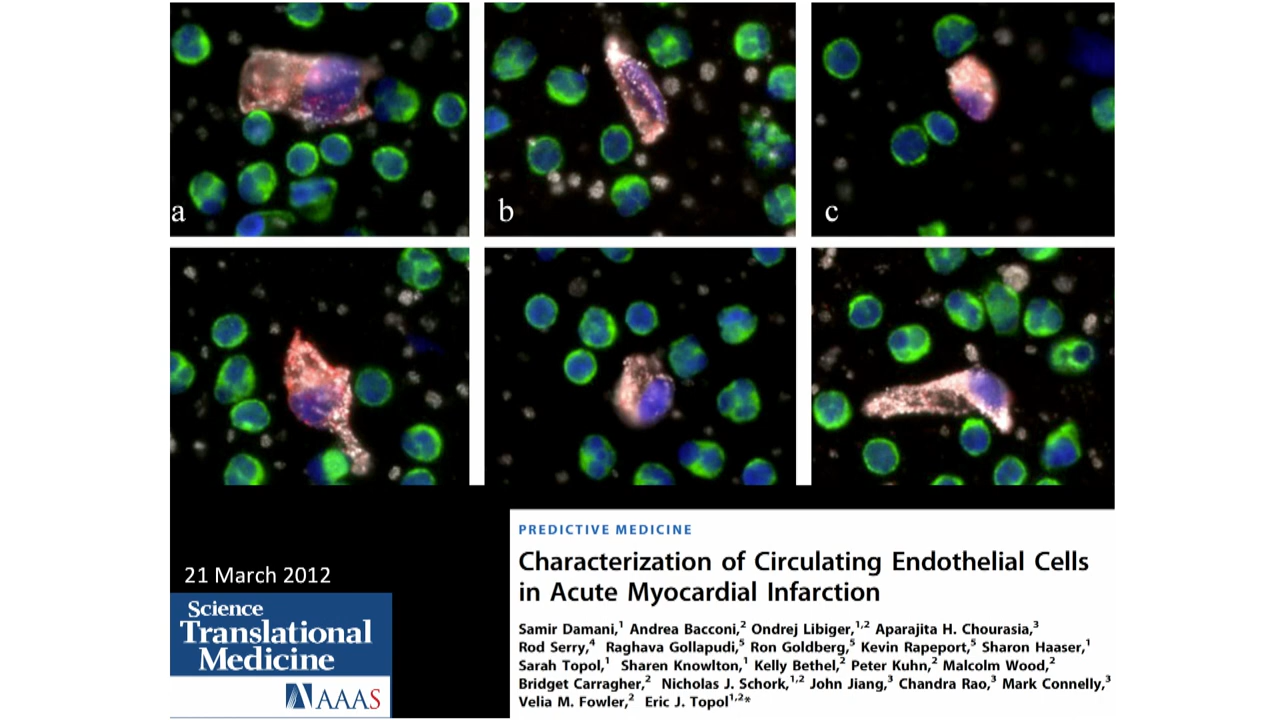 a
b
c
PREDICTIVE MEDICINE
Characterization of Circulating Endothelial Cells
in Acute Myocardial Infarction
21 March 2012
Science
Translational
Medicine
AAAS
Samir Damani,¹ Andrea Bacconi,² Ondrej Libiger,¹,² Aparajita H. Chourasia,³
Rod Serry,⁴ Raghava Gollapudi,⁵ Ron Goldberg,⁵ Kevin Rapeport,⁵ Sharon Haaser,¹
Sarah Topol,¹ Sharen Knowlton,¹ Kelly Bethel,² Peter Kuhn,² Malcolm Wood,²
Bridget Carragher,² Nicholas J. Schork,¹,² John Jiang,³ Chandra Rao,³ Mark Connelly,³
Velia M. Fowler,² Eric J. Topol¹,²*